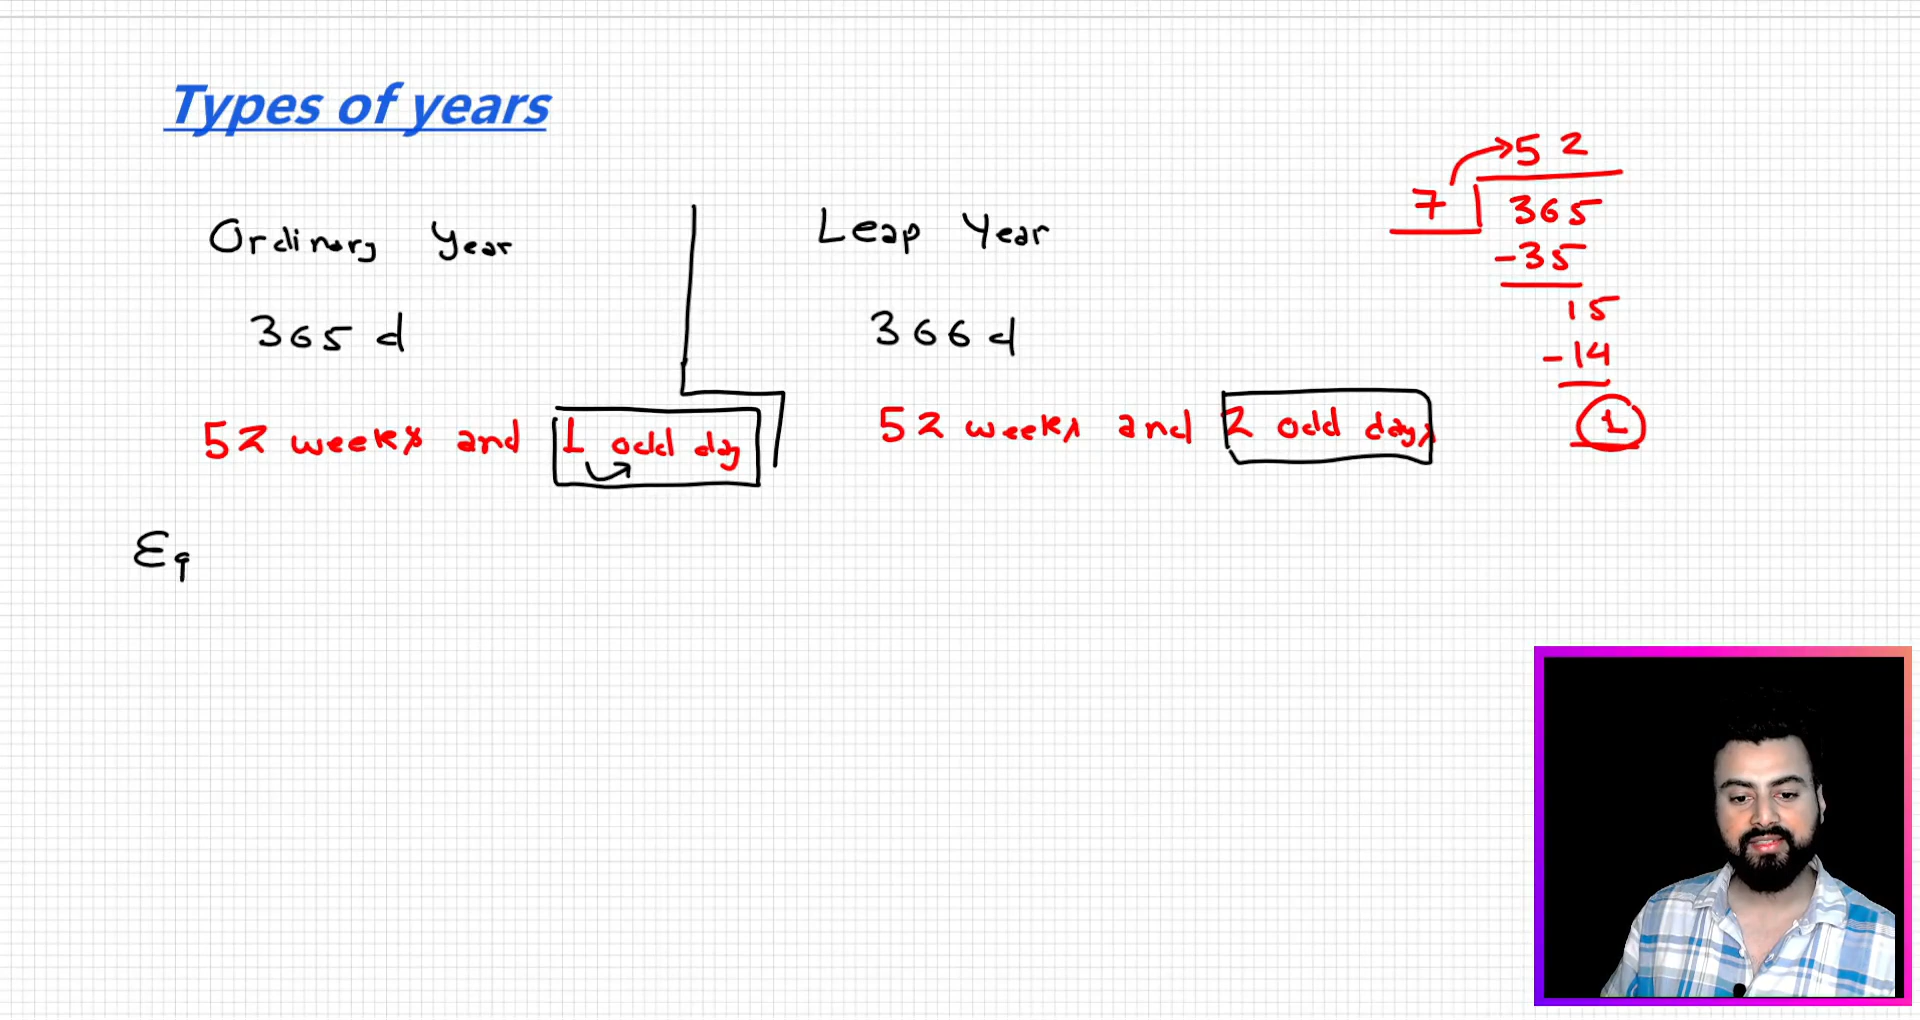 Types of years
Ordinary Year
365 d
52 weeks and 1 odd day
Leap Year
366 d
52 weeks and 2 odd days
52
7 365
-35
15
-14
1
Eg